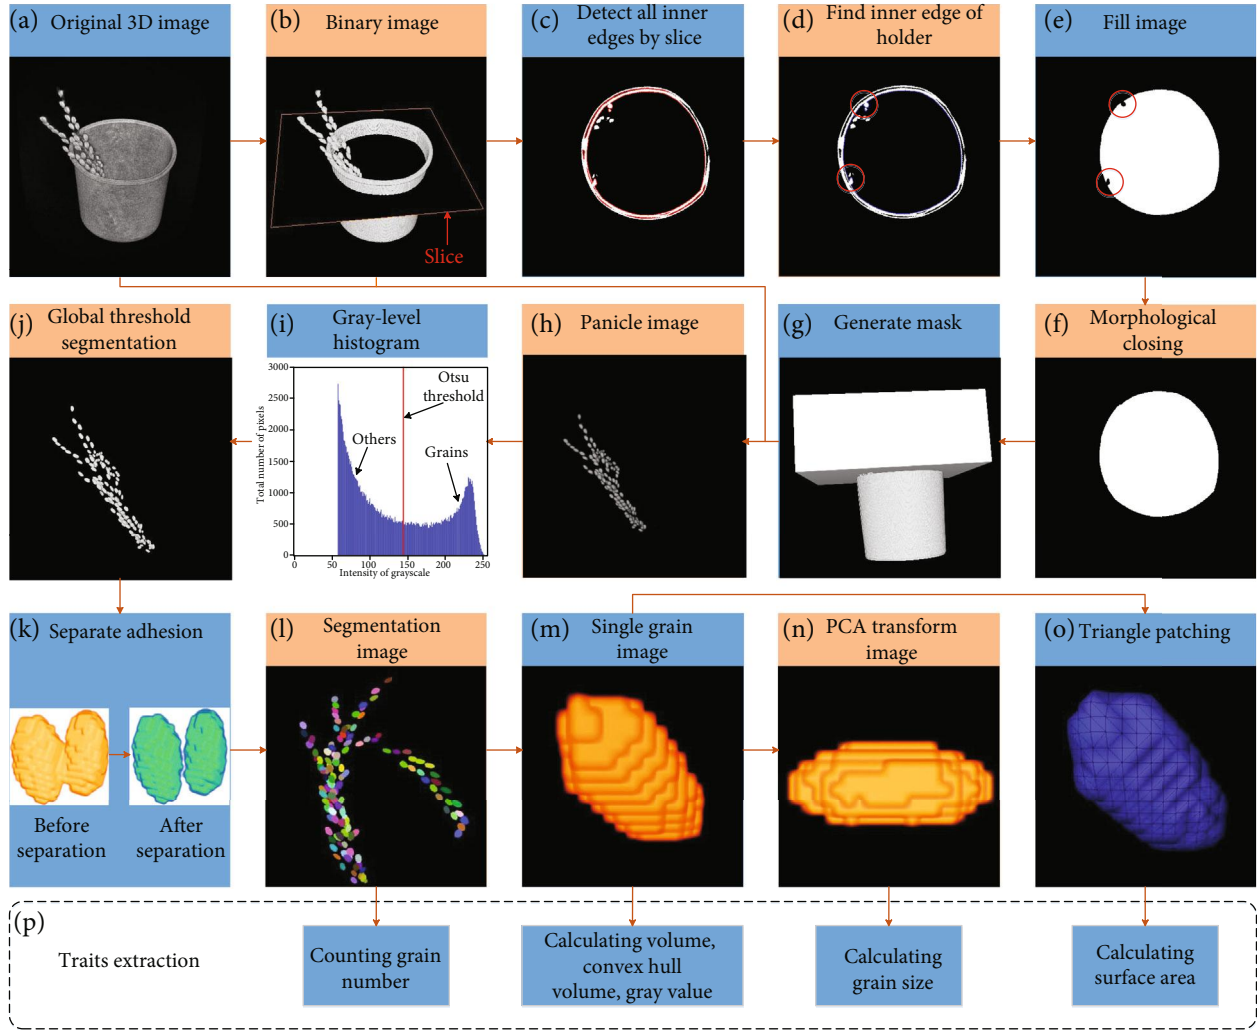 (a) Original 3D image
(b) Binary image
Slice
(c) Detect all inner
edges by slice
(d) Find inner edge of
holder
(e) Fill image
(j) Global threshold
segmentation
(i) Gray-level
histogram
3000
2500
2000
1500
1000
500
0
Total number of pixels
Otsu
threshold
Others
Grains
0 50 100 150 200 250
Intensity of grayscale
(h) Panicle image
(g) Generate mask
(f) Morphological
closing
(k) Separate adhesion
Before
separation
After
separation
(l) Segmentation
image
(m) Single grain
image
(n) PCA transform
image
(o) Triangle patching
(p)
Traits extraction
Counting grain
number
Calculating volume,
convex hull
volume, gray value
Calculating
grain size
Calculating
surface area